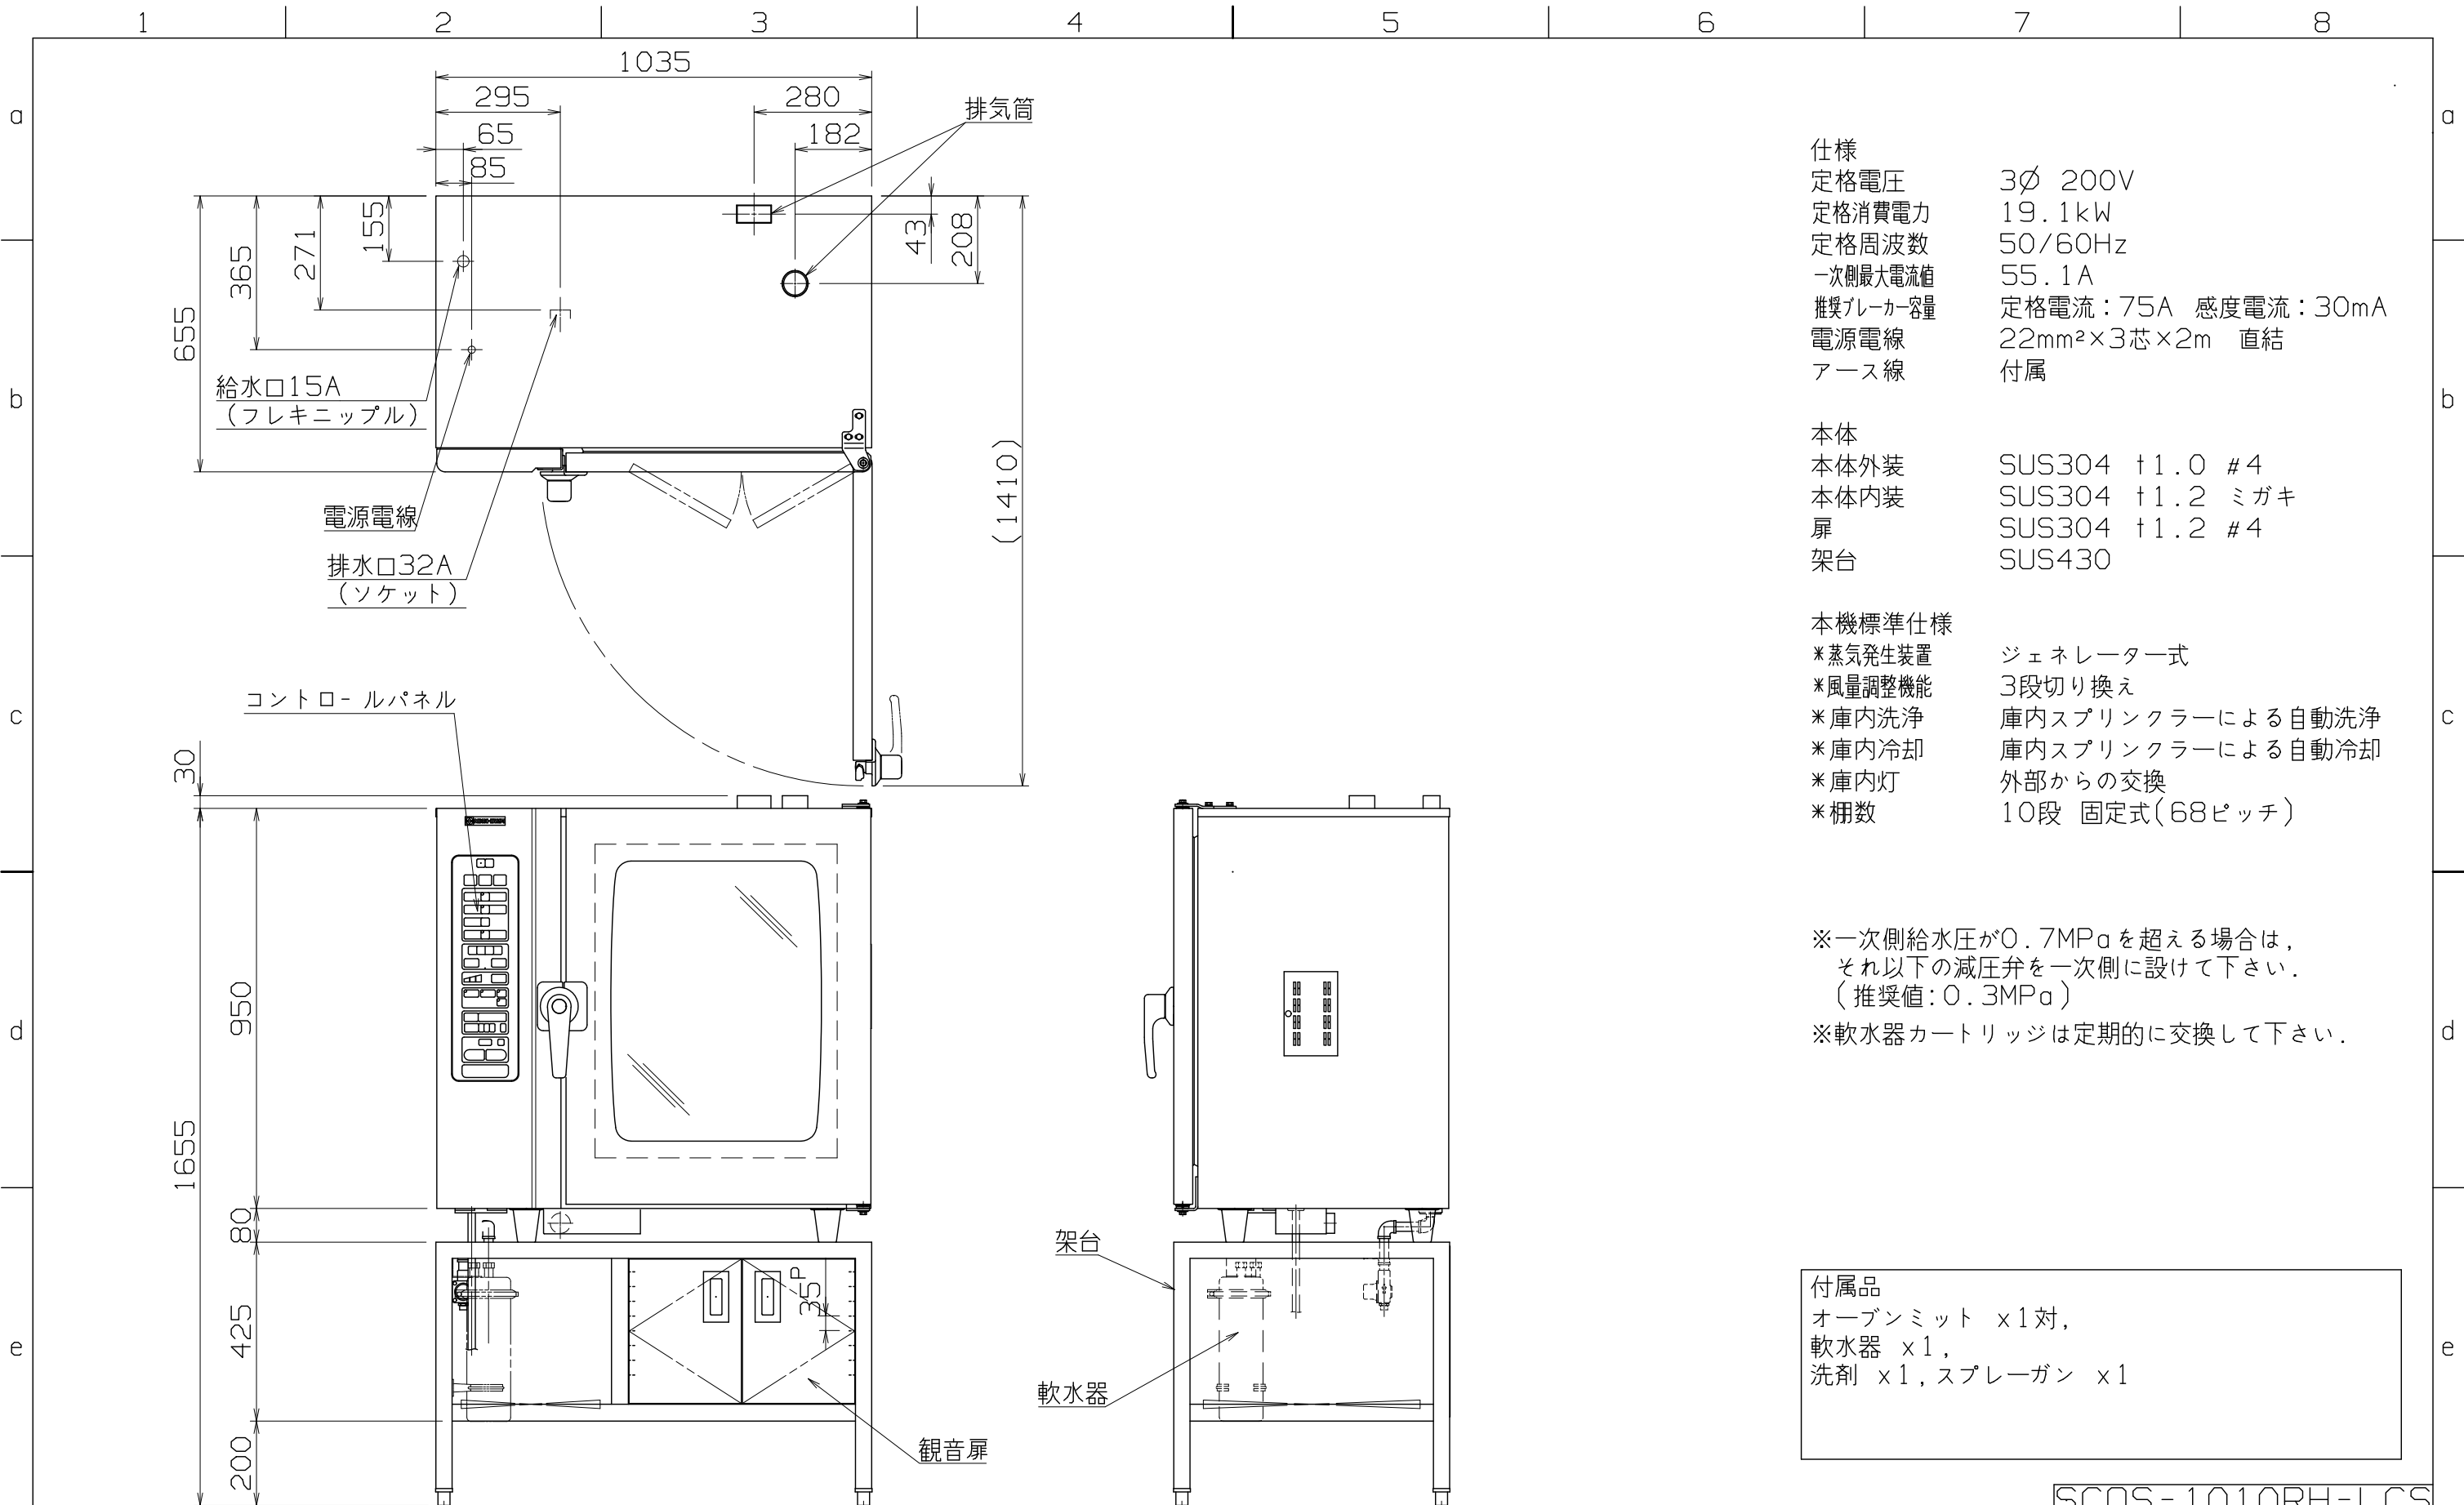 1 2 3 4 5 6 7 8
a a
b b
c c
d d
e e
1035
295
280
排気筒
65
182
85
155
271
365
655
43
208
(1410)
給水口15A
(フレキニップル)
電源電線
排水口32A
(ソケット)
コントロールパネル
30
950
1655
80
425
200
35P
架台
軟水器
観音扉
仕様
定格電圧 3Ø 200V
定格消費電力 19.1kW
定格周波数 50/60Hz
一次側最大電流値 55.1A
推奨ブレーカー容量 定格電流:75A 感度電流:30mA
電源電線 22mm²×3芯×2m 直結
アース線 付属
本体
本体外装 SUS304 t1.0 #4
本体内装 SUS304 t1.2 ミガキ
扉 SUS304 t1.2 #4
架台 SUS430
本機標準仕様
*蒸気発生装置 ジェネレーター式
*風量調整機能 3段切り換え
*庫内洗浄 庫内スプリンクラーによる自動洗浄
*庫内冷却 庫内スプリンクラーによる自動冷却
*庫内灯 外部からの交換
*棚数 10段 固定式(68ピッチ)
※一次側給水圧が0.7MPaを超える場合は,
それ以下の減圧弁を一次側に設けて下さい.
(推奨値:0.3MPa)
※軟水器カートリッジは定期的に交換して下さい.
付属品
オーブンミット x1対,
軟水器 x1,
洗剤 x1,スプレーガン x1
SCOS-1010RH-LCS